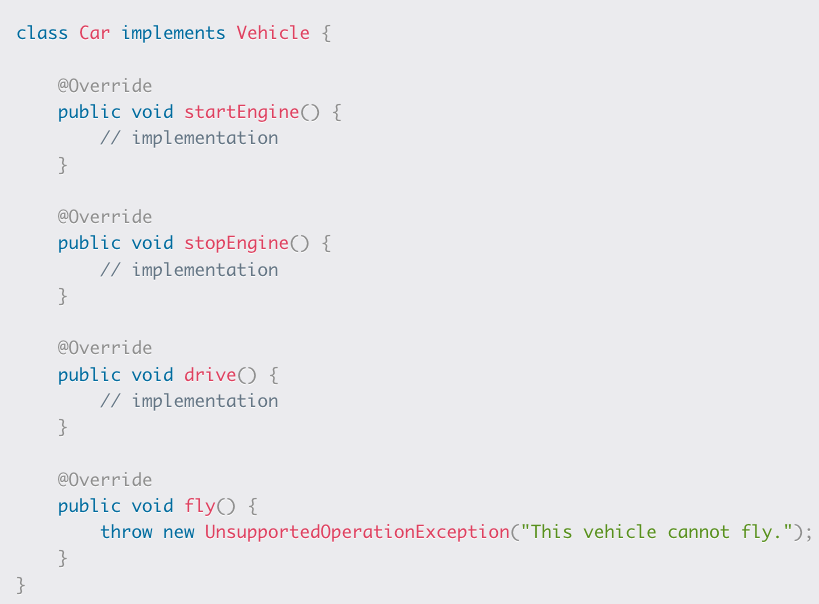 class Car implements Vehicle {
@Override
public void startEngine() {
// implementation
}
@Override
public void stopEngine() {
// implementation
}
@Override
public void drive() {
// implementation
}
@Override
public void fly() {
throw new UnsupportedOperationException("This vehicle cannot fly.");
}
}